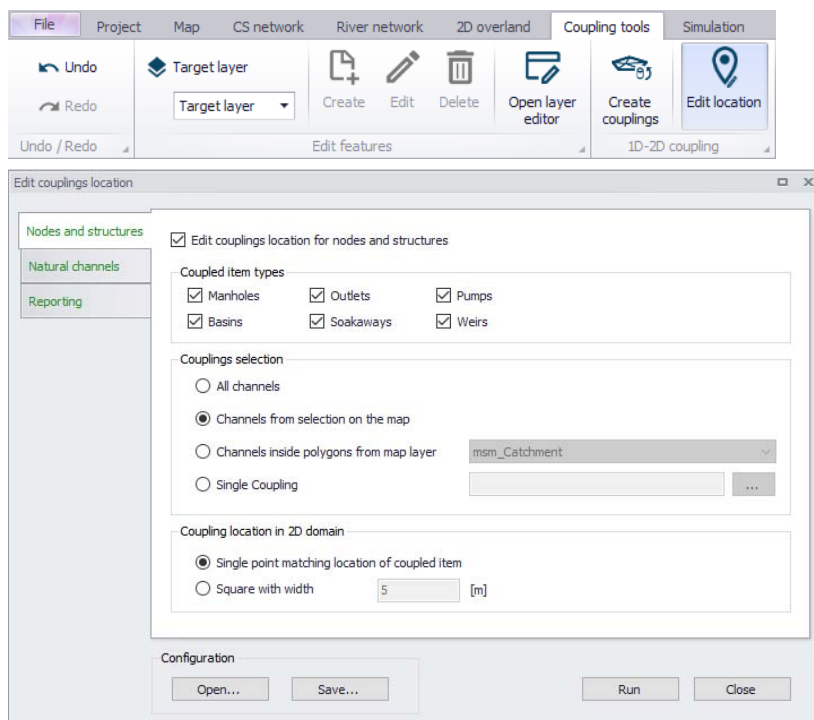 File Project Map CS network River network 2D overland Coupling tools Simulation
Undo
Redo
Undo / Redo
Target layer
Target layer
Create Edit Delete Open layer editor
Edit features
Create couplings Edit location
1D-2D coupling
Edit couplings location
Nodes and structures
Natural channels
Reporting
Edit couplings location for nodes and structures
Coupled item types
Manholes Outlets Pumps
Basins Soakaways Weirs
Couplings selection
All channels
Channels from selection on the map
Channels inside polygons from map layer msm_Catchment
Single Coupling ...
Coupling location in 2D domain
Single point matching location of coupled item
Square with width 5 [m]
Configuration
Open... Save... Run Close